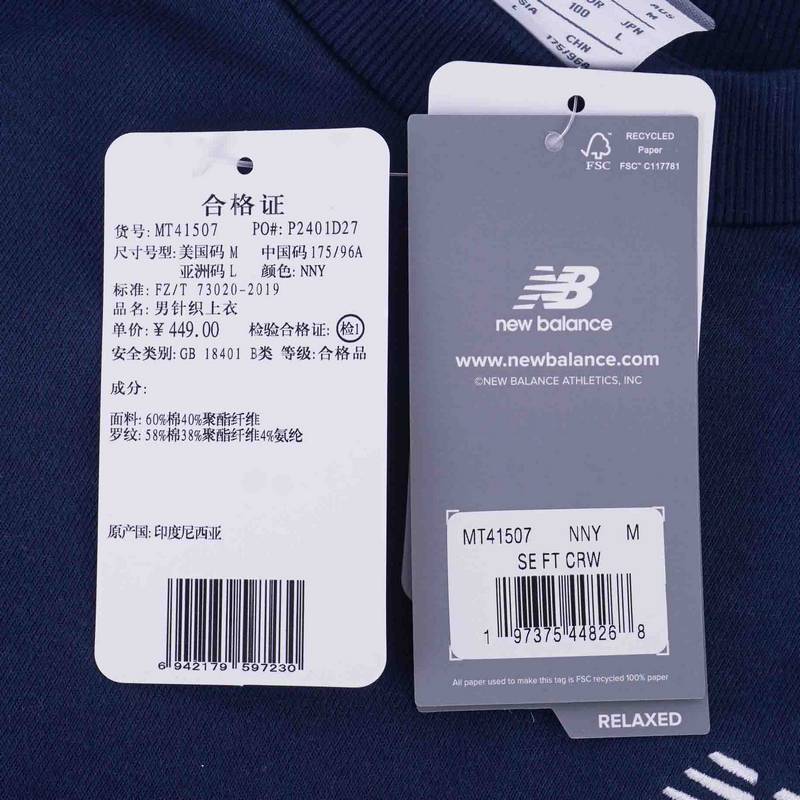 AUS
M
JPN
L
100
CHN
175/96A
合格证
货号: MT41507 PO#: P2401D27
尺寸号型: 美国码 M 中国码 175/96A
亚洲码 L 颜色: NNY
标准: FZ/T 73020-2019
品名: 男针织上衣
单价: ¥ 449.00 检验合格证: 检1
安全类别: GB 18401 B类 等级: 合格品
成分:
面料: 60%棉40%聚酯纤维
罗纹: 58%棉38%聚酯纤维4%氨纶
原产国: 印度尼西亚
6 942179 597230
FSC
RECYCLED
Paper
FSC™ C117781
new balance
www.newbalance.com
©NEW BALANCE ATHLETICS, INC
MT41507 NNY M
SE FT CRW
1 97375 44826 8
All paper used to make this tag is FSC recycled 100% paper
RELAXED